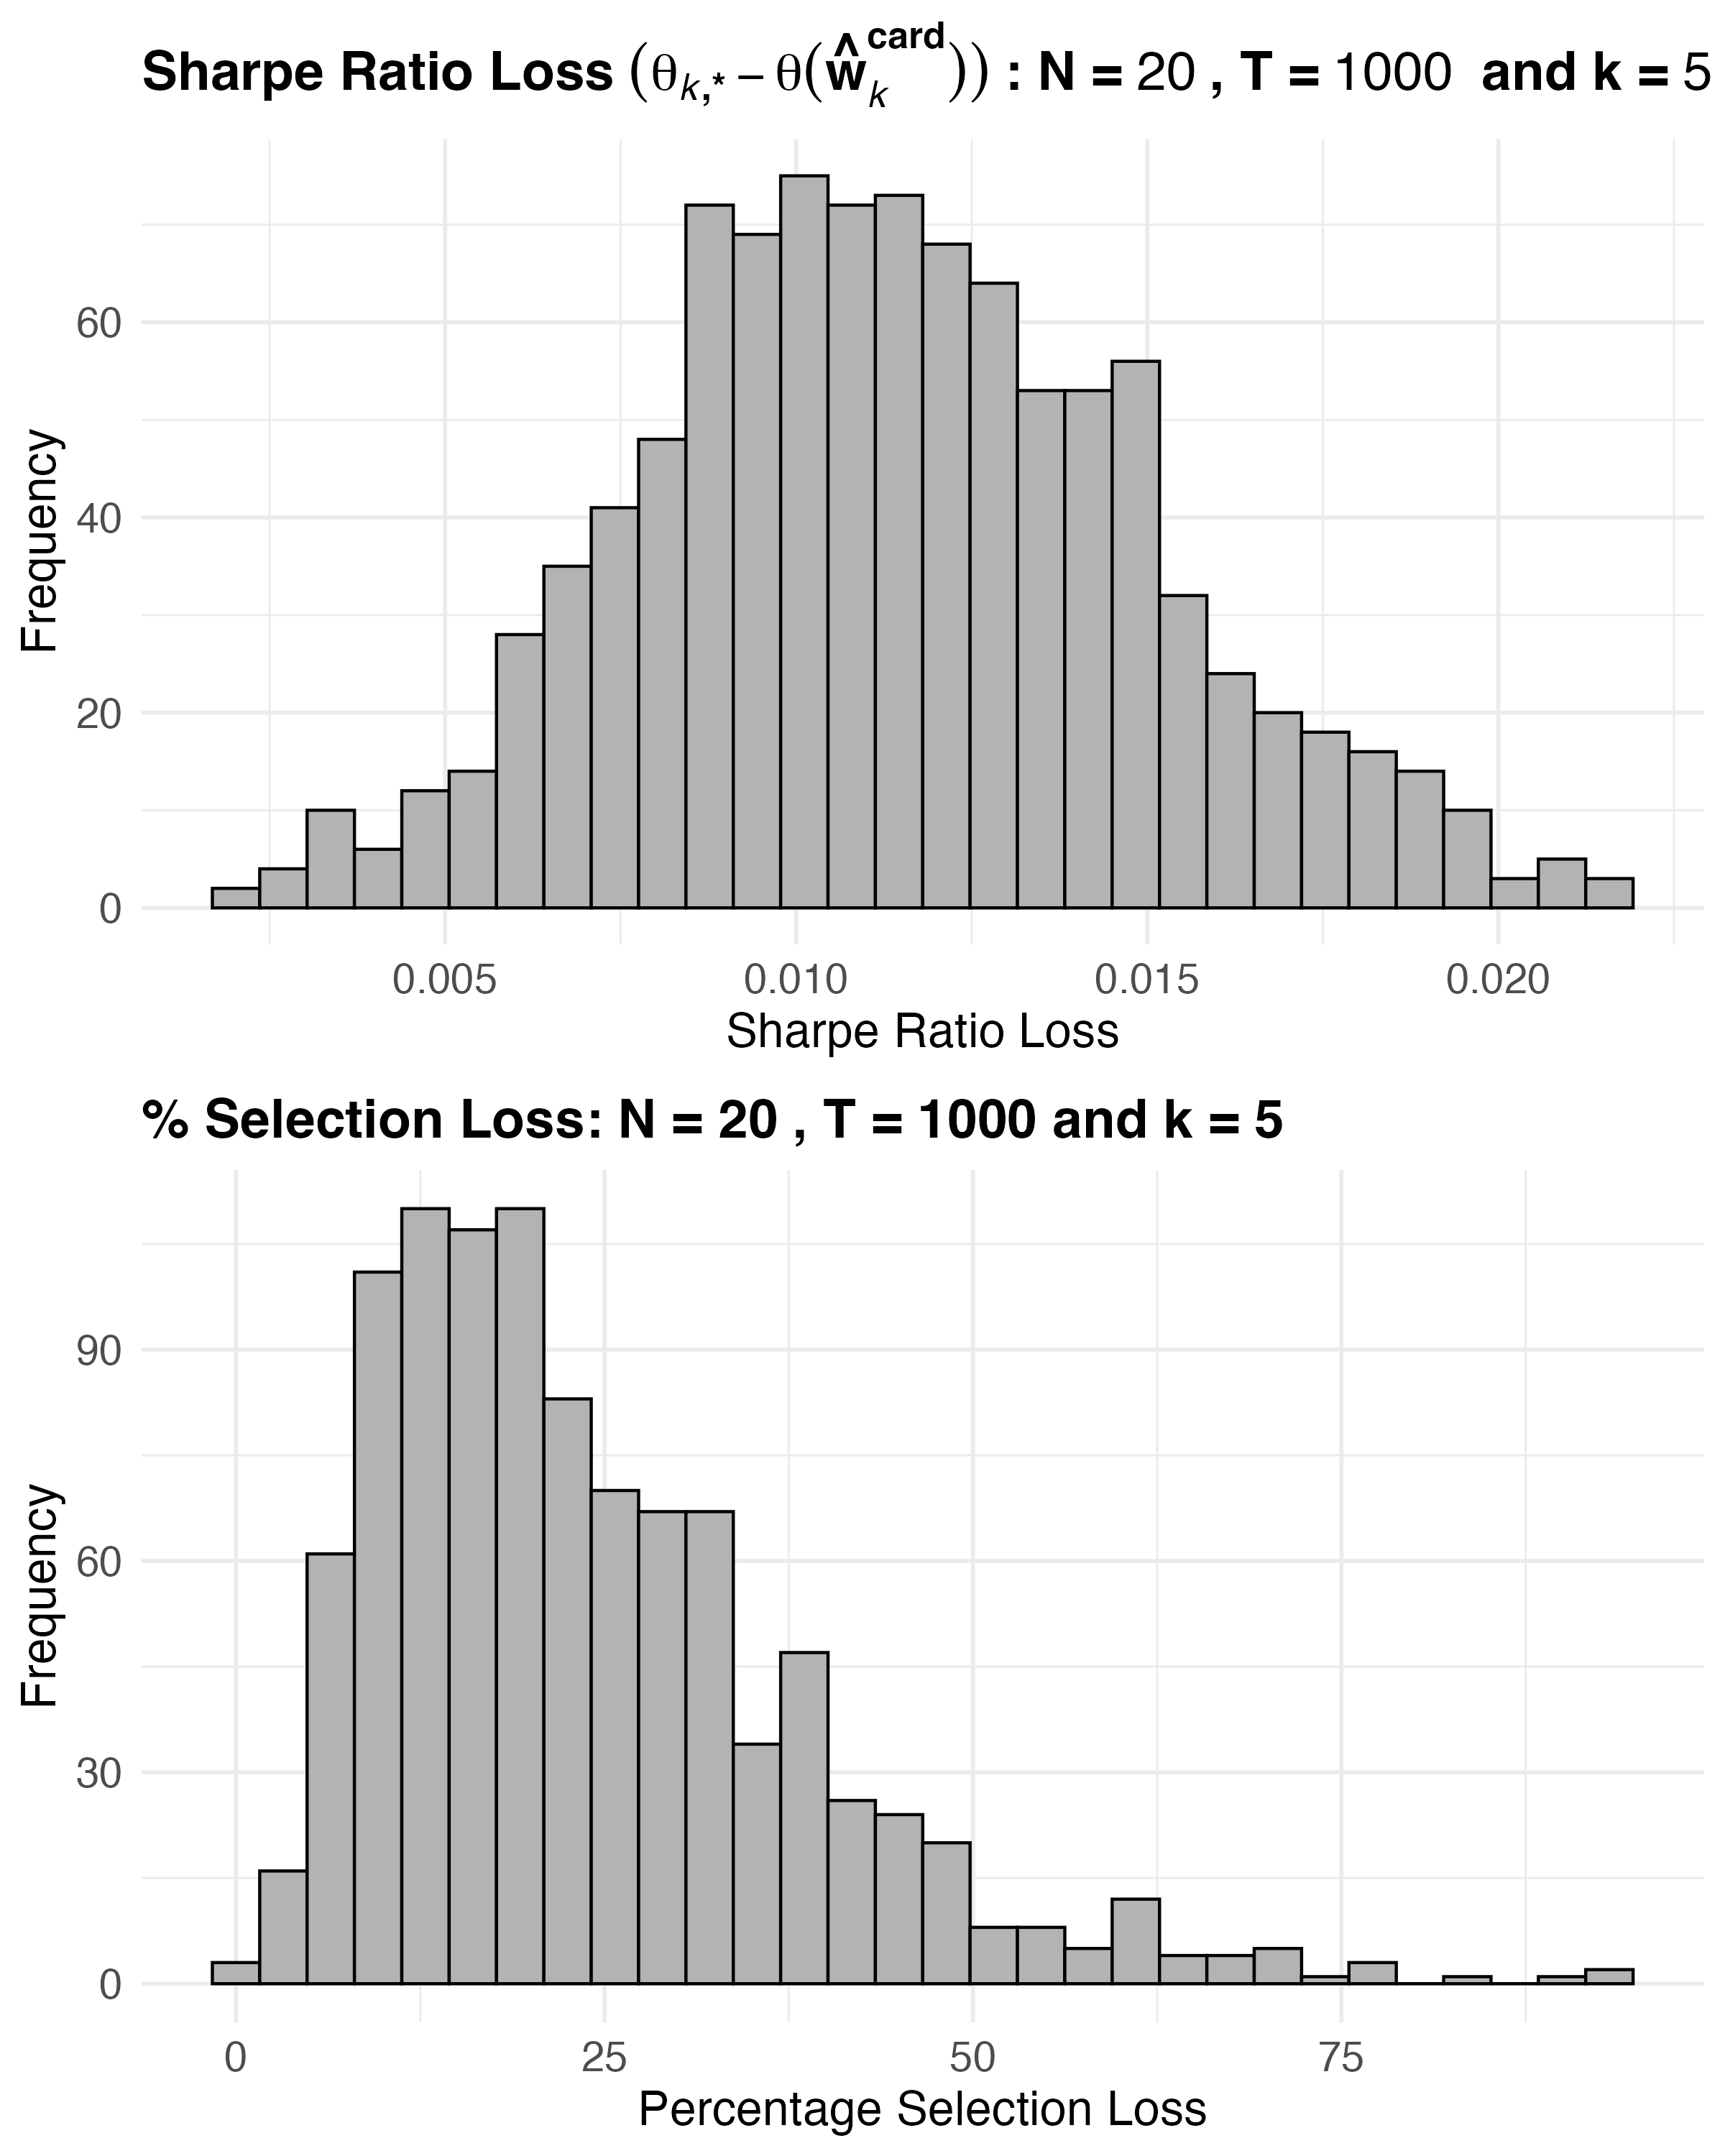 Sharpe Ratio Loss (θk,* − θ(ŵk^card)) : N = 20 , T = 1000 and k = 5
60
40
20
0
Frequency
0.005 0.010 0.015 0.020
Sharpe Ratio Loss
% Selection Loss: N = 20 , T = 1000 and k = 5
90
60
30
0
Frequency
0 25 50 75
Percentage Selection Loss